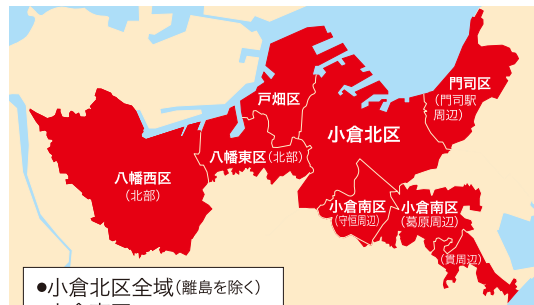 門司区
(門司駅
周辺)
戸畑区
小倉北区
八幡東区(北部)
八幡西区
(北部)
小倉南区
(守恒周辺)
小倉南区
(葛原周辺)
(貫周辺)
●小倉北区全域(離島を除く)